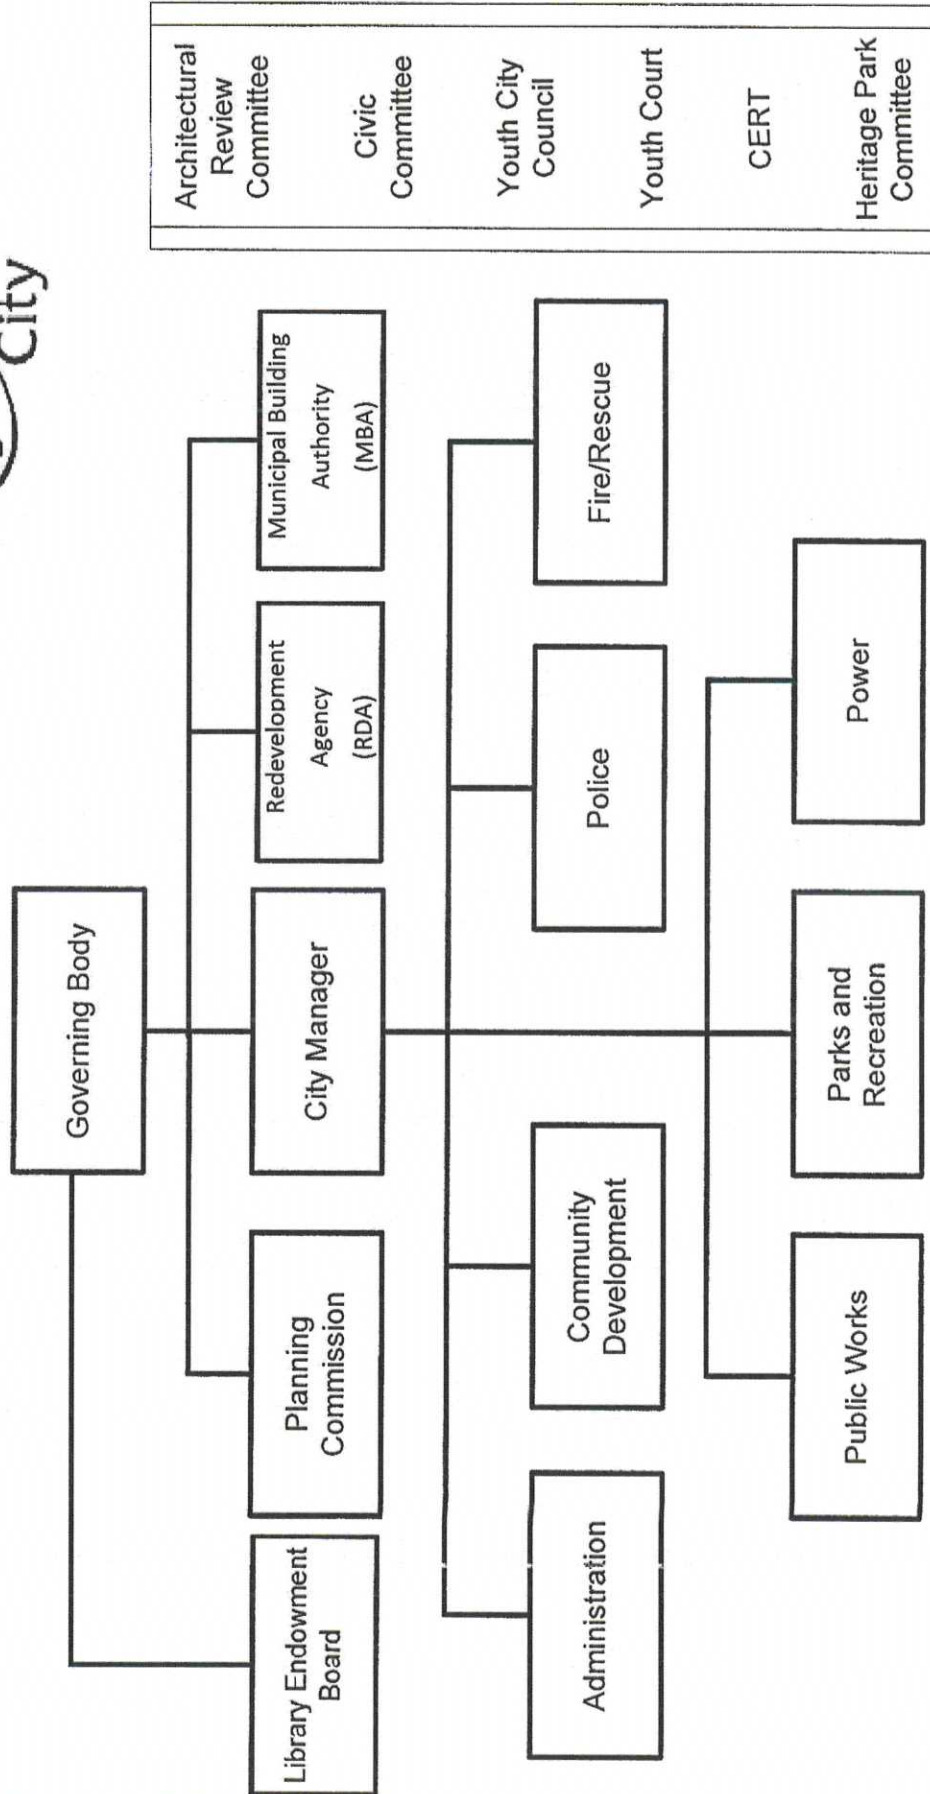 City
Governing Body
Library Endowment
Board
Planning
Commission
City Manager
Redevelopment
Agency
(RDA)
Municipal Building
Authority
(MBA)
Administration
Community
Development
Police
Fire/Rescue
Public Works
Parks and
Recreation
Power
Architectural
Review
Committee
Civic
Committee
Youth City
Council
Youth Court
CERT
Heritage Park
Committee